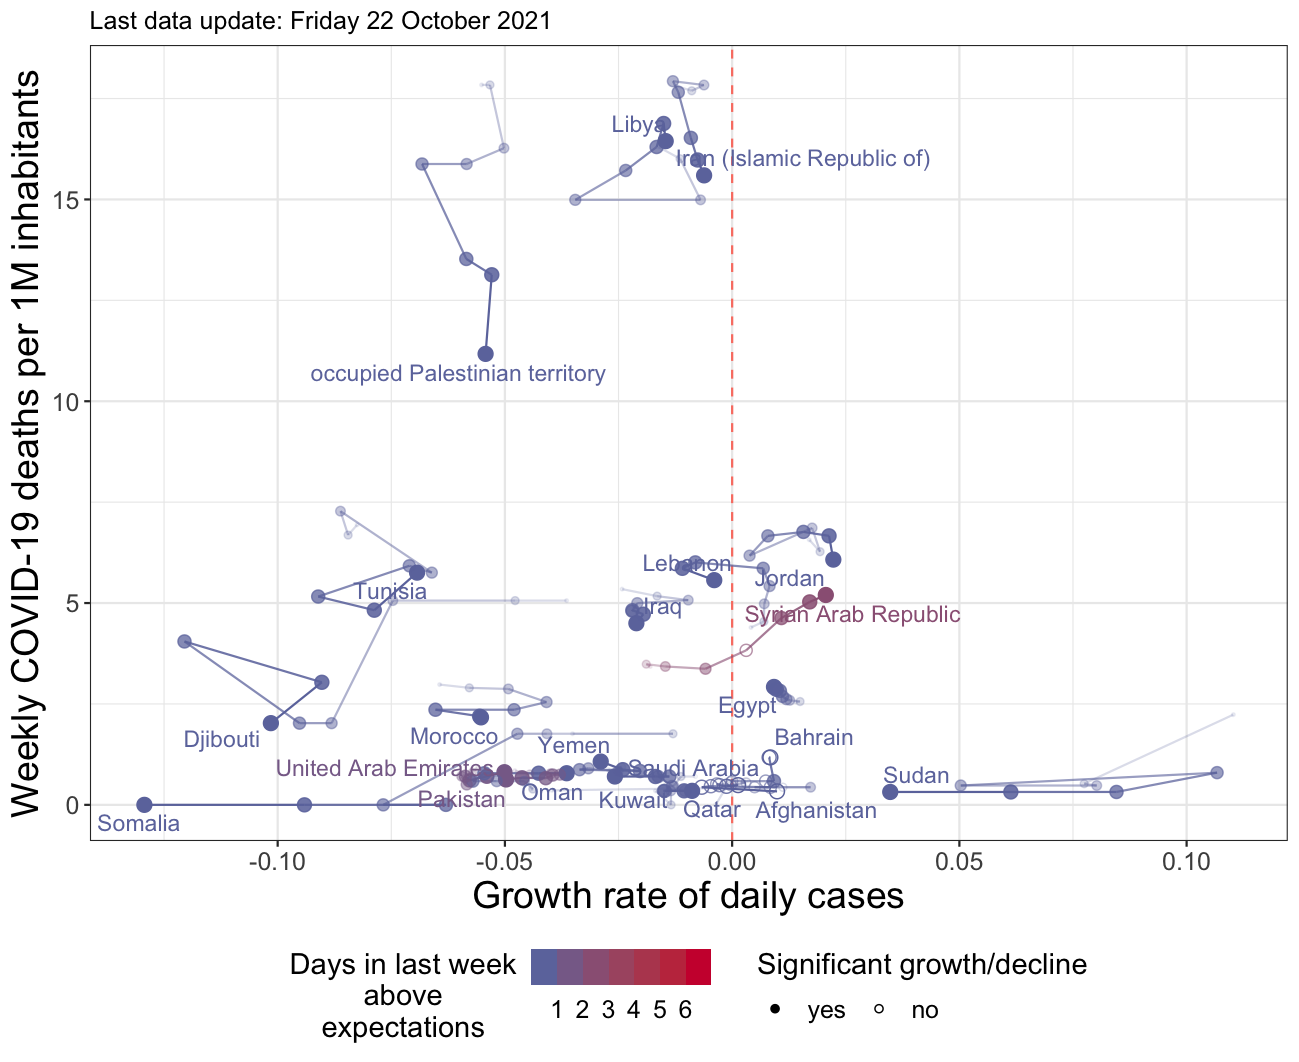 Last data update: Friday 22 October 2021
Weekly COVID-19 deaths per 1M inhabitants
15
10
5
0
Libya
Iran (Islamic Republic of)
occupied Palestinian territory
Lebanon
Jordan
Tunisia
Iraq
Syrian Arab Republic
Egypt
Djibouti
Morocco
Yemen
Bahrain
United Arab Emirates
Saudi Arabia
Sudan
Pakistan
Oman
Kuwait
Qatar
Afghanistan
Somalia
-0.10
-0.05
0.00
0.05
0.10
Growth rate of daily cases
Days in last week
above
expectations
1 2 3 4 5 6
Significant growth/decline
yes
no